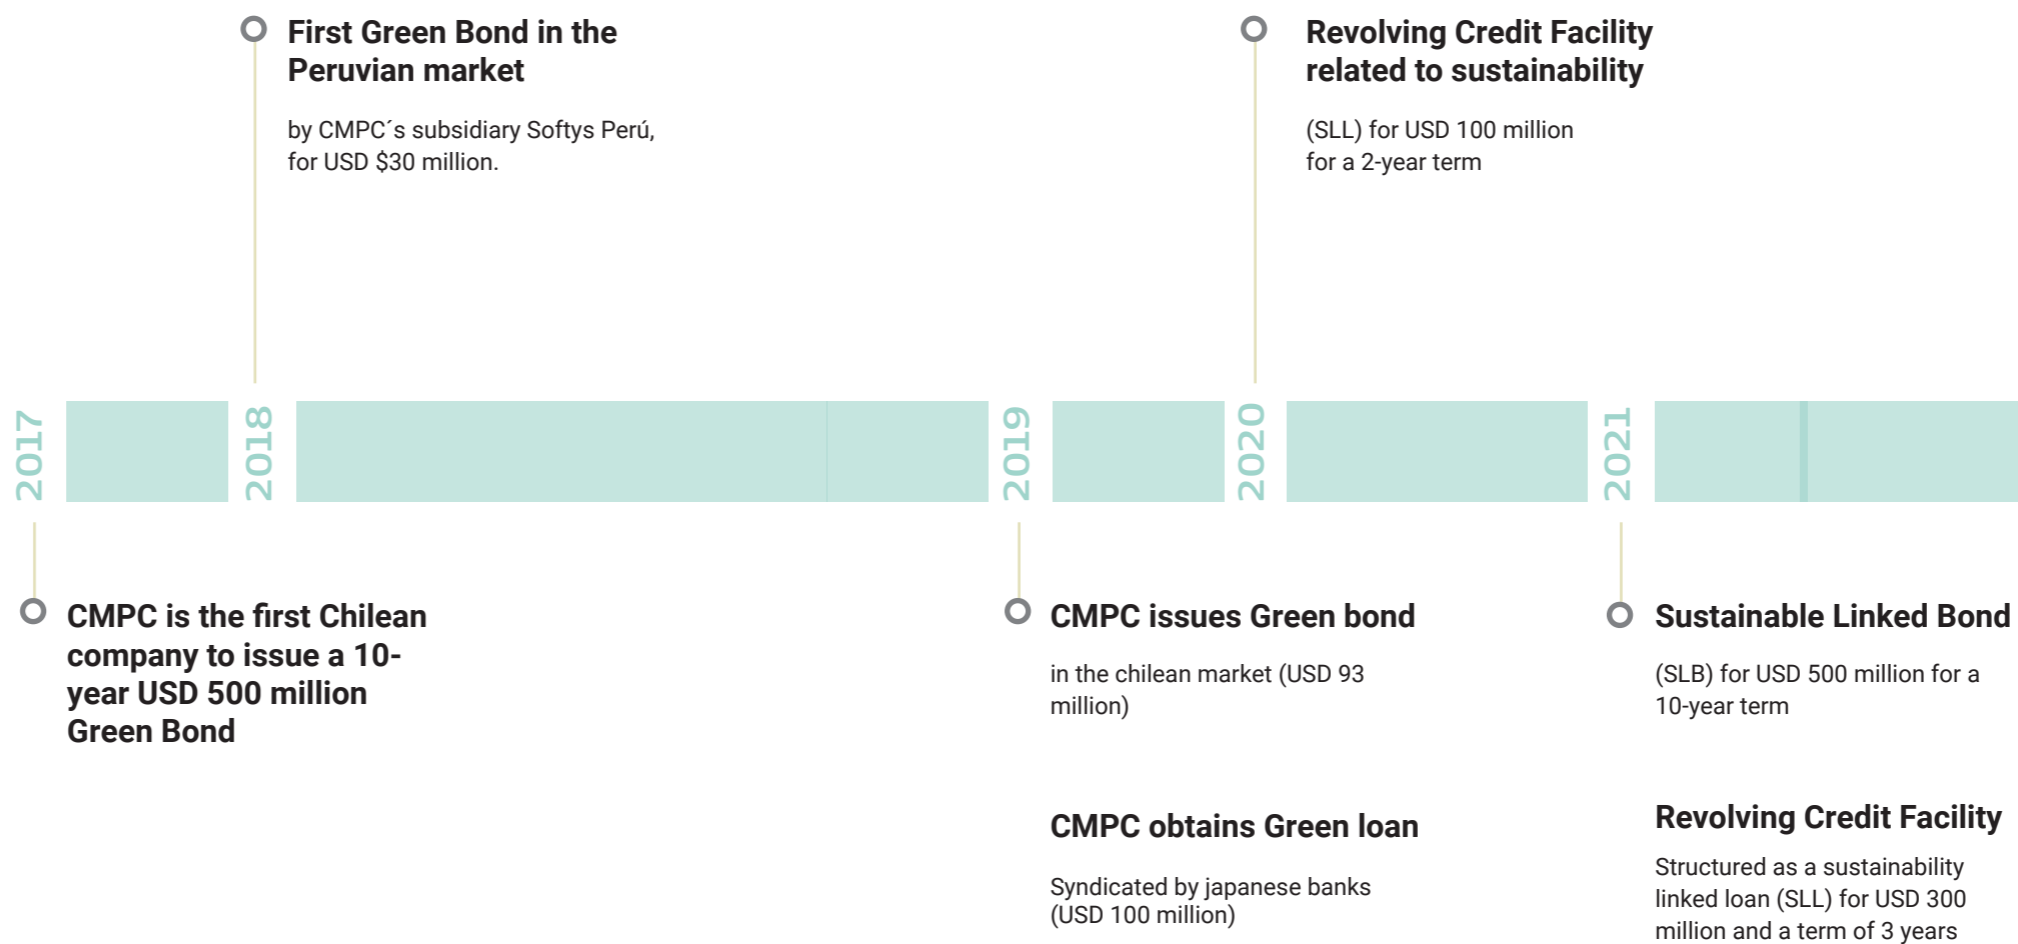 First Green Bond in the
Peruvian market
by CMPC´s subsidiary Softys Perú,
for USD $30 million.
Revolving Credit Facility
related to sustainability
(SLL) for USD 100 million
for a 2-year term
2017
2018
2019
2020
2021
CMPC is the first Chilean
company to issue a 10-
year USD 500 million
Green Bond
CMPC issues Green bond
in the chilean market (USD 93
million)
CMPC obtains Green loan
Syndicated by japanese banks
(USD 100 million)
Sustainable Linked Bond
(SLB) for USD 500 million for a
10-year term
Revolving Credit Facility
Structured as a sustainability
linked loan (SLL) for USD 300
million and a term of 3 years